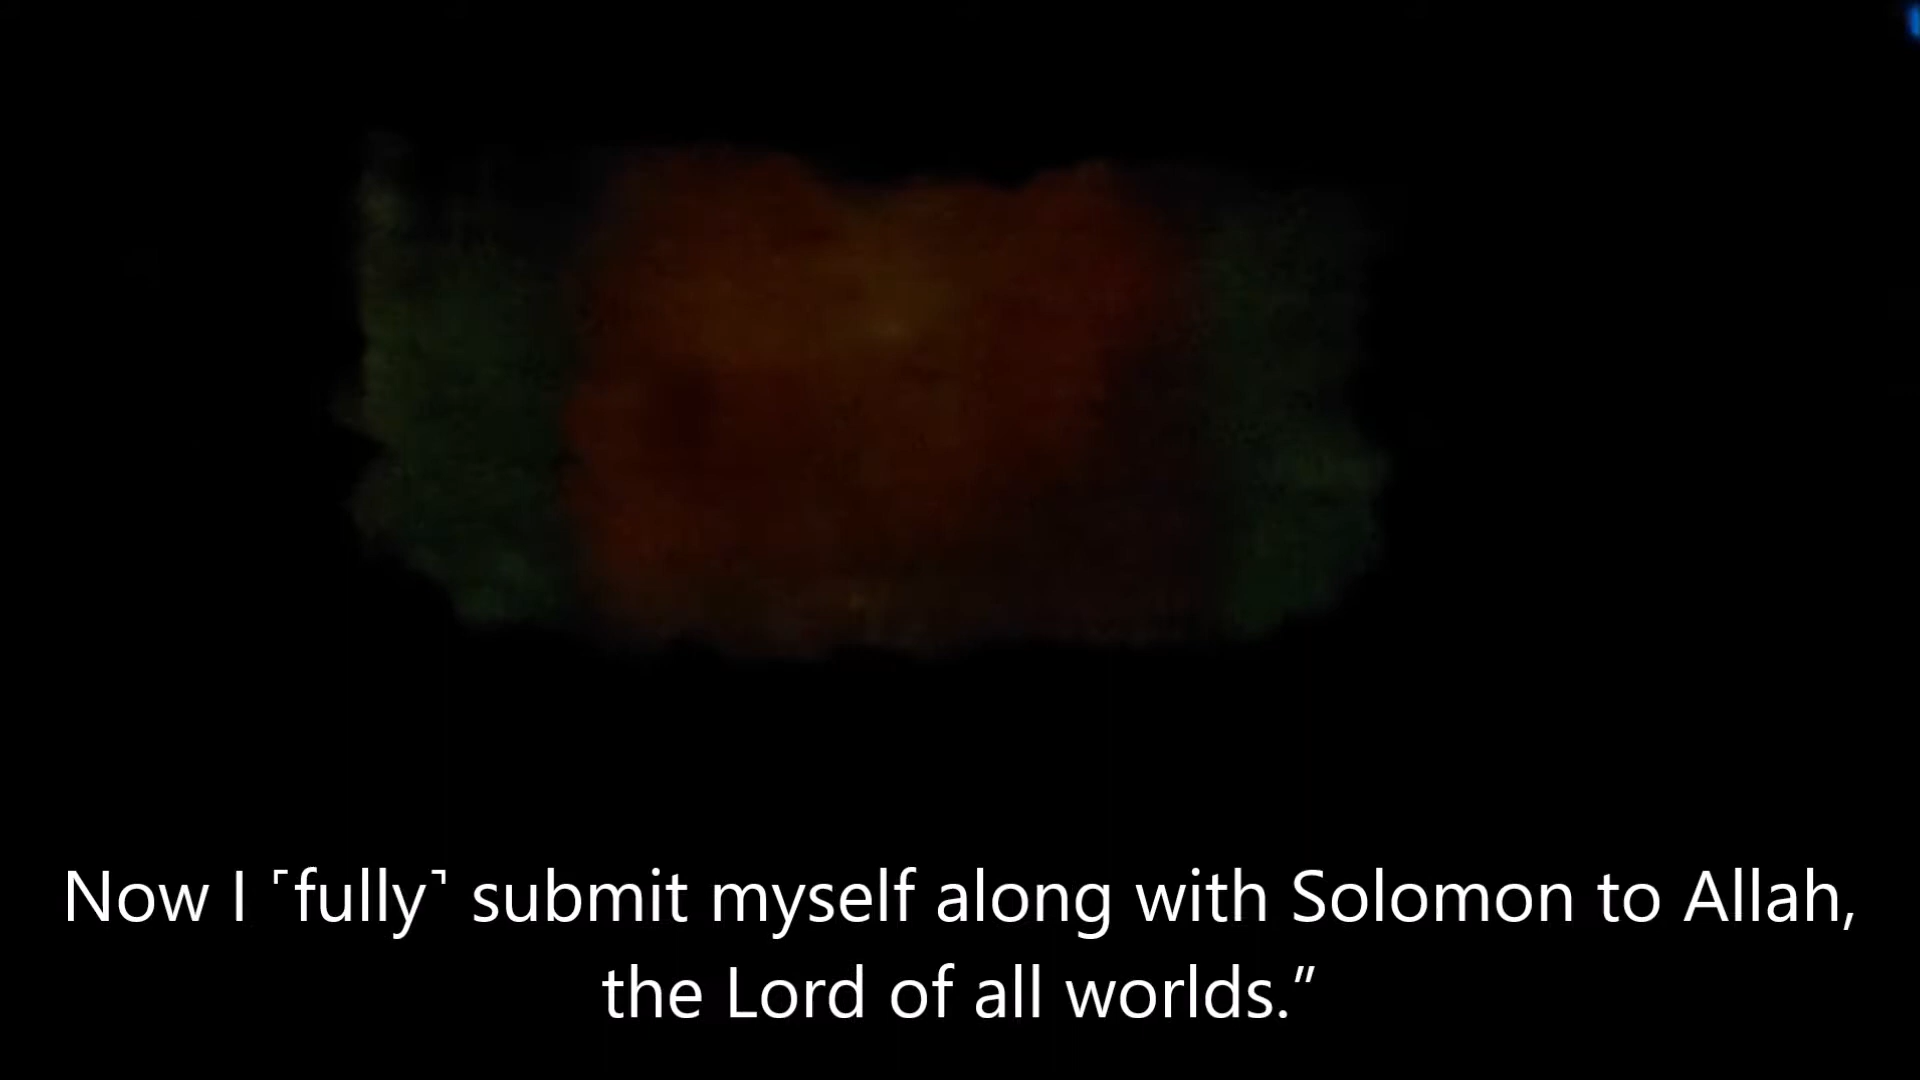 Now I ˹fully˺ submit myself along with Solomon to Allah,
the Lord of all worlds.”